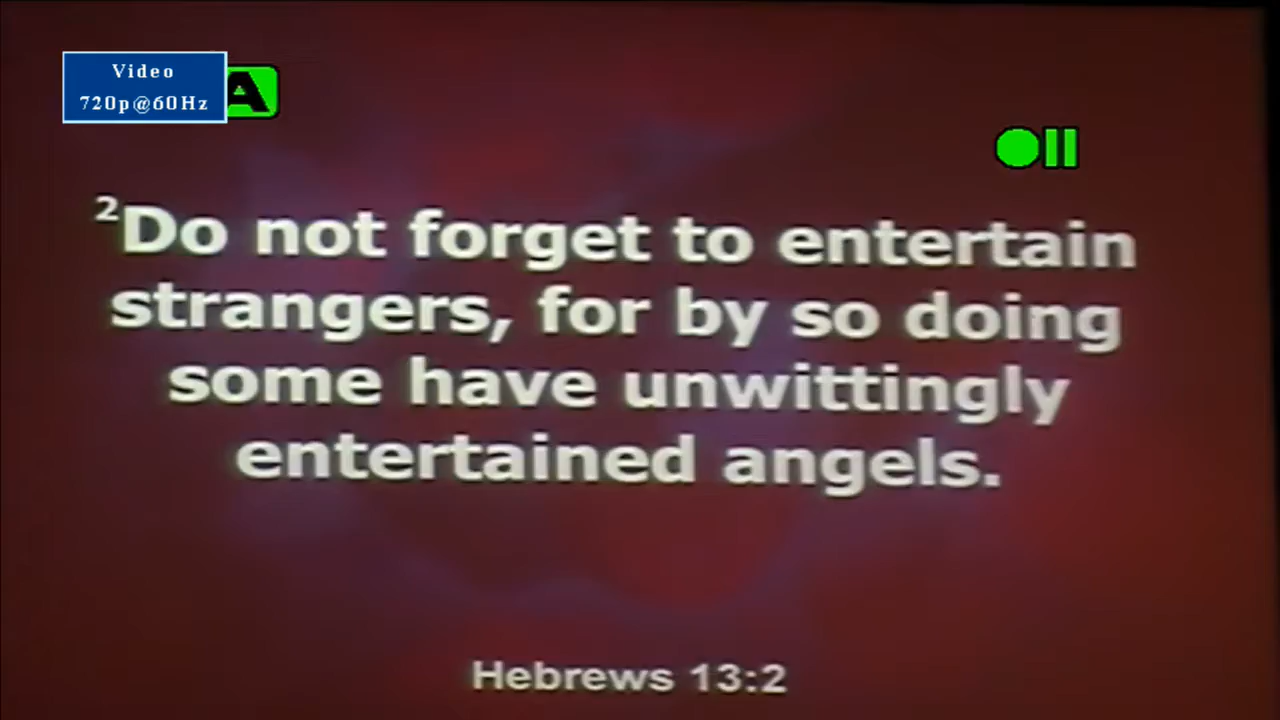 Video
720p@60Hz
A
²Do not forget to entertain
strangers, for by so doing
some have unwittingly
entertained angels.
Hebrews 13:2